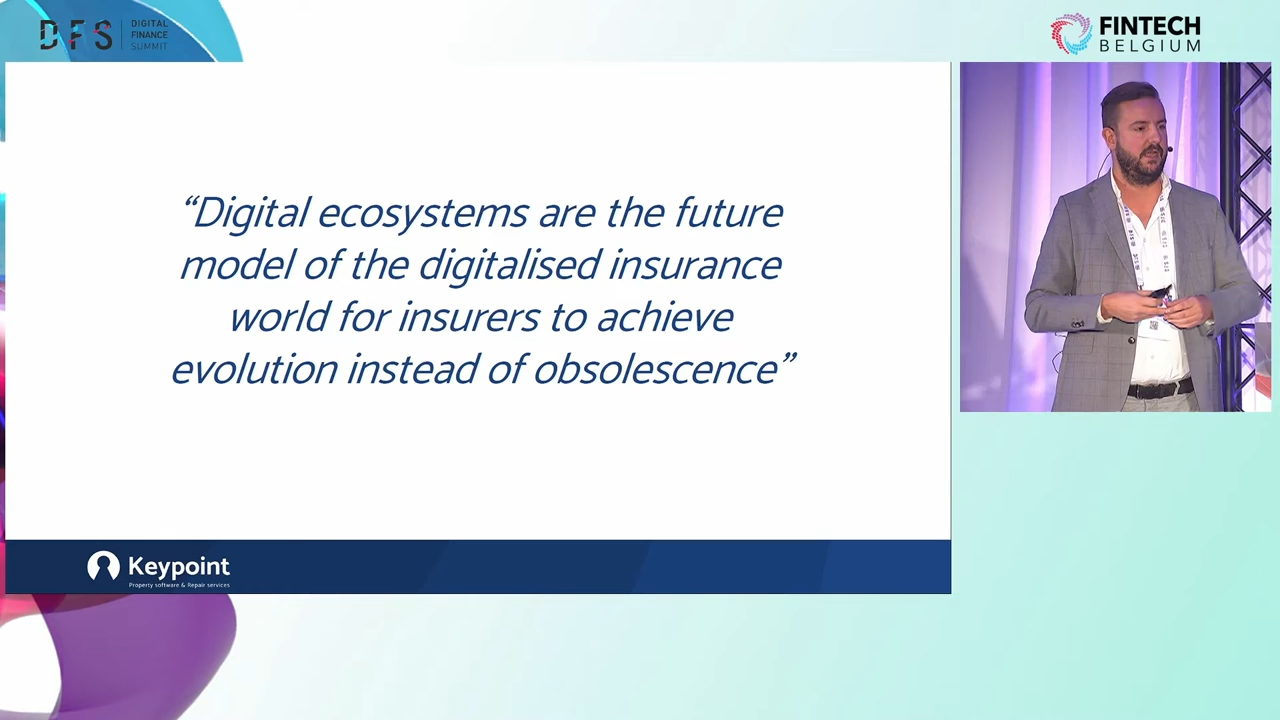 DFS
DIGITAL
FINANCE
SUMMIT
FINTECH
BELGIUM
“Digital ecosystems are the future
model of the digitalised insurance
world for insurers to achieve
evolution instead of obsolescence”
Keypoint
Property software & Repair services